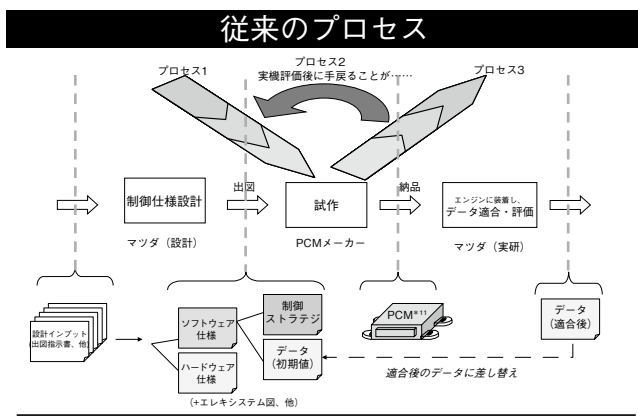 従来のプロセス
プロセス1
プロセス2
実機評価後に手戻ることが……
プロセス3
制御仕様設計
マツダ（設計）
出図
試作
PCMメーカー
納品
エンジンに装着し、
データ適合・評価
マツダ（実研）
設計インプット
(出図指示書、他)
ソフトウェア
仕様
ハードウェア
仕様
制御
ストラテジ
データ
(初期値)
(+エレキシステム図、他)
PCM*11
データ
(適合後)
適合後のデータに差し替え